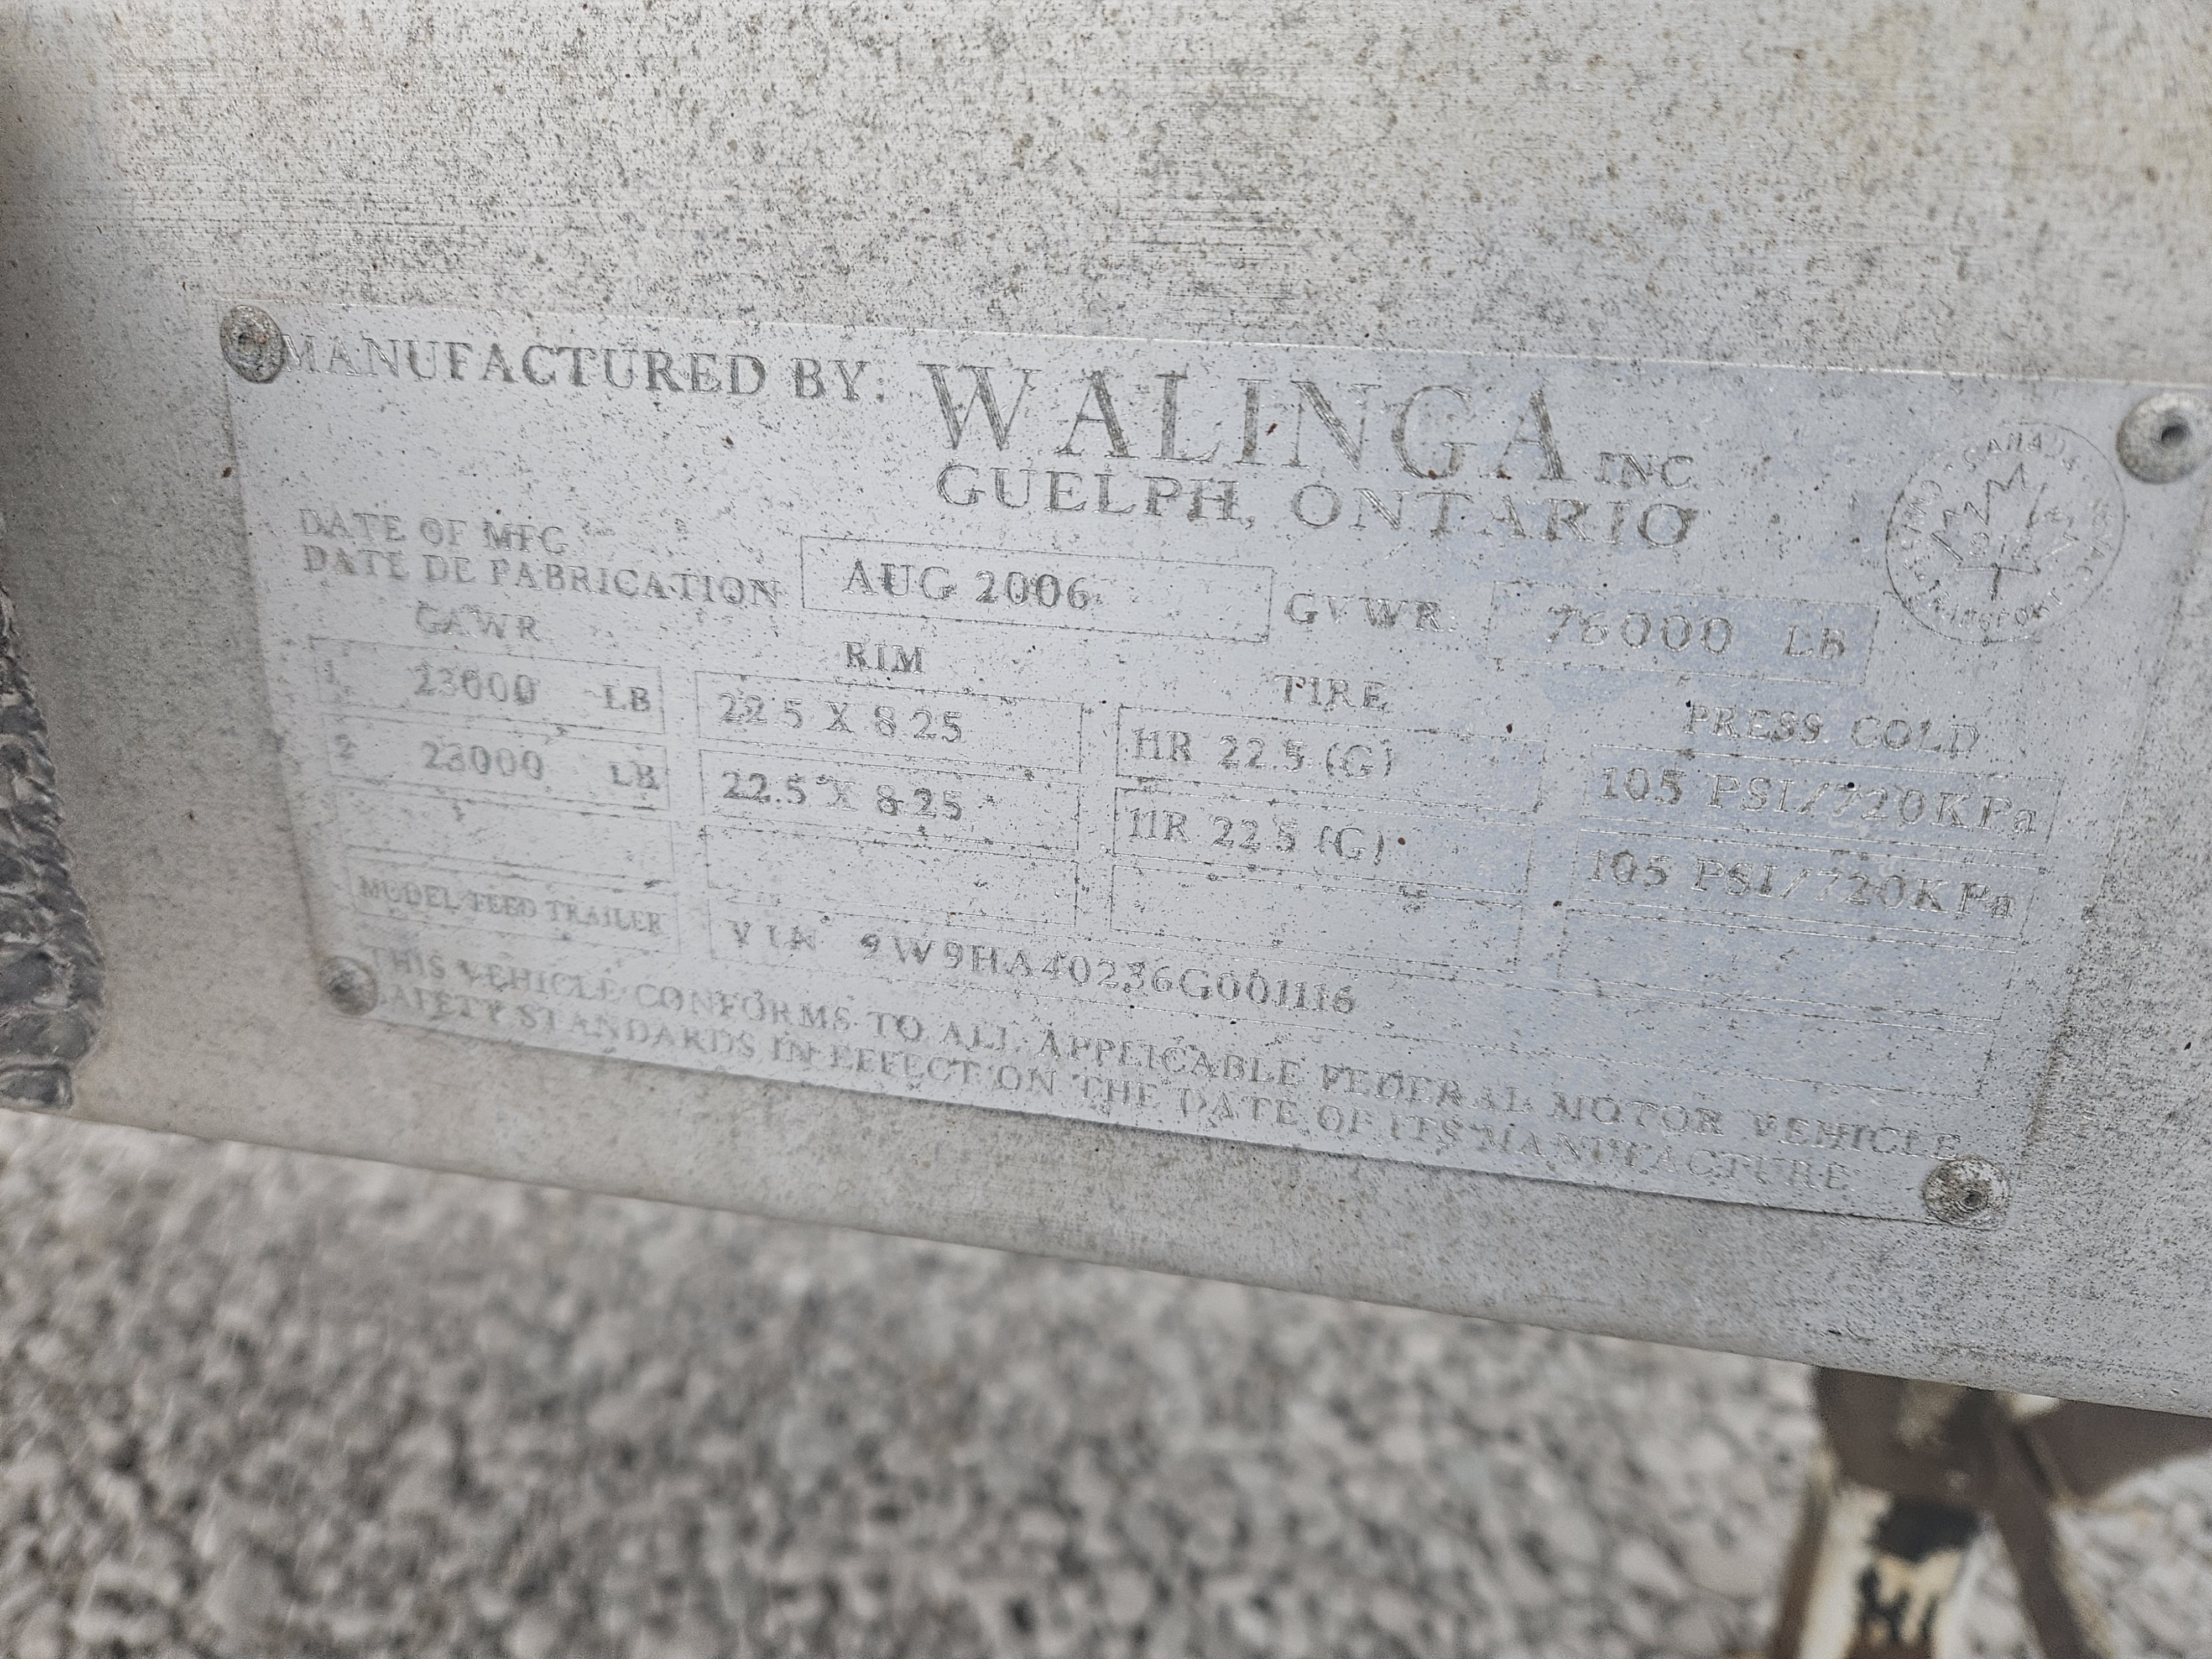 MANUFACTURED BY: WALINGA INC.
GUELPH, ONTARIO
DATE OF MFG
DATE DE FABRICATION AUG 2006 GVWR 76000 LB
GAWR RIM TIRE PRESS. COLD
1 23000 LB 22.5 X 8.25 11R 22.5 (G) 105 PSI/720KPa
2 23000 LB 22.5 X 8.25 11R 22.5 (G) 105 PSI/720KPa
MODEL FEED TRAILER VIN 9W9HA40236G001116
THIS VEHICLE CONFORMS TO ALL APPLICABLE FEDERAL MOTOR VEHICLE
SAFETY STANDARDS IN EFFECT ON THE DATE OF ITS MANUFACTURE
CANADA
TRANSPORT